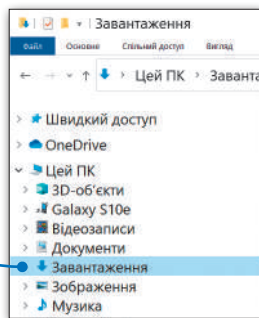 Завантаження
Файл Основне Спільний доступ Вигляд
Цей ПК Заванта
Швидкий доступ
OneDrive
Цей ПК
3D-об'єкти
Galaxy S10e
Відеозаписи
Документи
Завантаження
Зображення
Музика